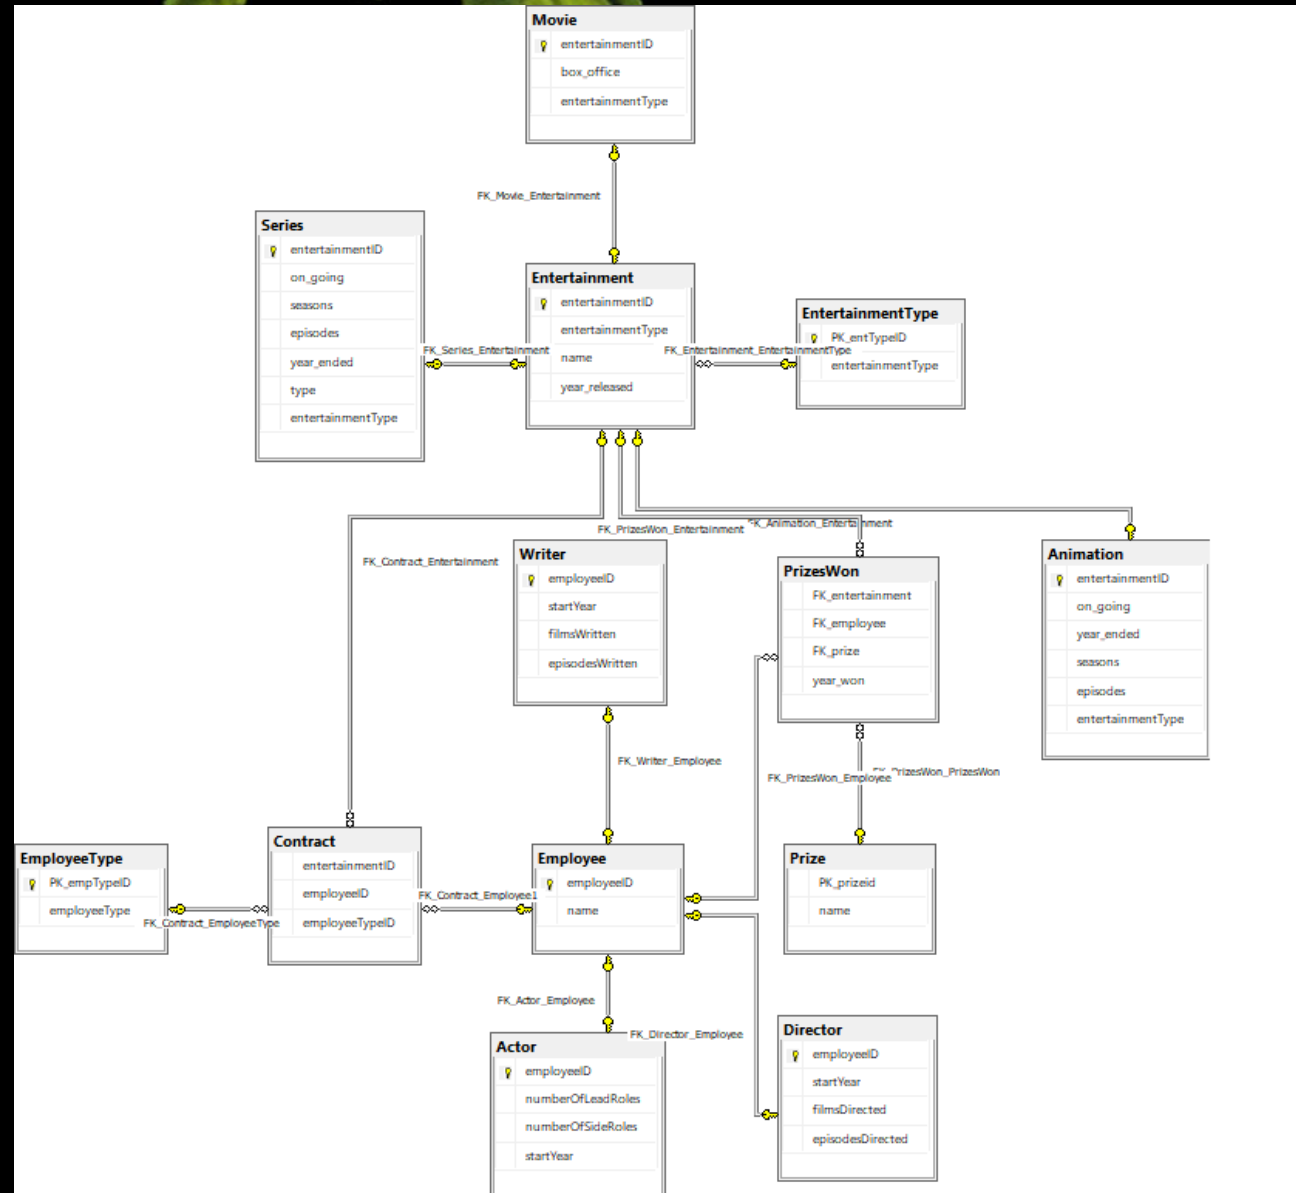 Movie
entertainmentID
box_office
entertainmentType
FK_Movie_Entertainment
Series
entertainmentID
on_going
seasons
episodes
year_ended
type
entertainmentType
FK_Series_Entertainment
Entertainment
entertainmentID
entertainmentType
name
year_released
FK_Entertainment_EntertainmentType
EntertainmentType
PK_entTypeID
entertainmentType
FK_Contract_Entertainment
FK_PrizesWon_Entertainment
FK_Animation_Entertainment
Writer
employeeID
startYear
filmsWritten
episodesWritten
PrizesWon
FK_entertainment
FK_employee
FK_prize
year_won
Animation
entertainmentID
on_going
year_ended
seasons
episodes
entertainmentType
FK_Writer_Employee
FK_PrizesWon_Employee
FK_PrizesWon_PrizesWon
EmployeeType
PK_empTypeID
employeeType
FK_Contract_EmployeeType
Contract
entertainmentID
employeeID
employeeTypeID
FK_Contract_Employee1
Employee
employeeID
name
Prize
PK_prizeid
name
FK_Actor_Employee
FK_Director_Employee
Actor
employeeID
numberOfLeadRoles
numberOfSideRoles
startYear
Director
employeeID
startYear
filmsDirected
episodesDirected